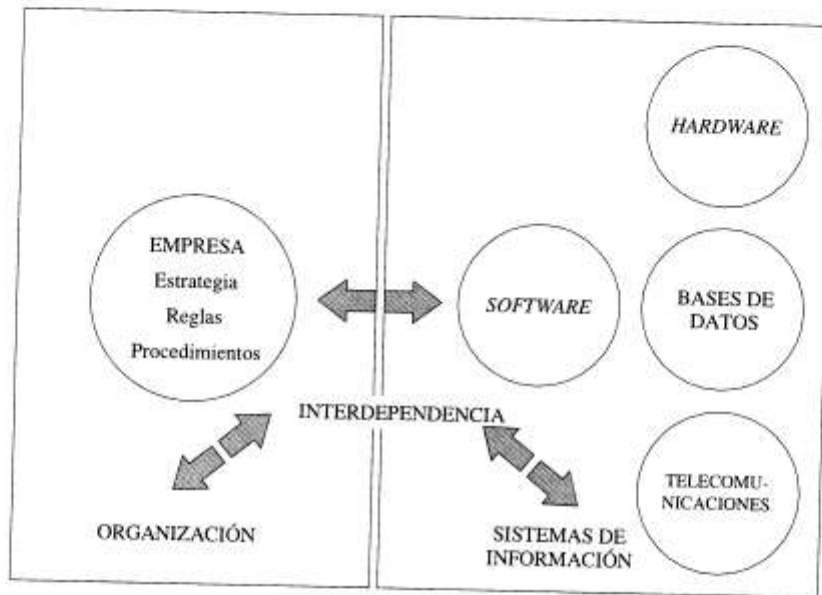 HARDWARE
EMPRESA
Estrategia
Reglas
Procedimientos
SOFTWARE
BASES DE
DATOS
INTERDEPENDENCIA
TELECOMU-
NICACIONES
ORGANIZACIÓN
SISTEMAS DE
INFORMACIÓN